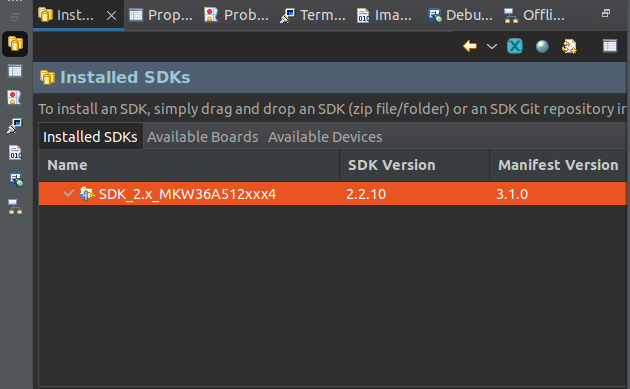 Inst... Prop... Prob... Term... Ima... Debu... Offli...
Installed SDKs
To install an SDK, simply drag and drop an SDK (zip file/folder) or an SDK Git repository in
Installed SDKs Available Boards Available Devices
Name SDK Version Manifest Version
SDK_2.x_MKW36A512xxx4 2.2.10 3.1.0